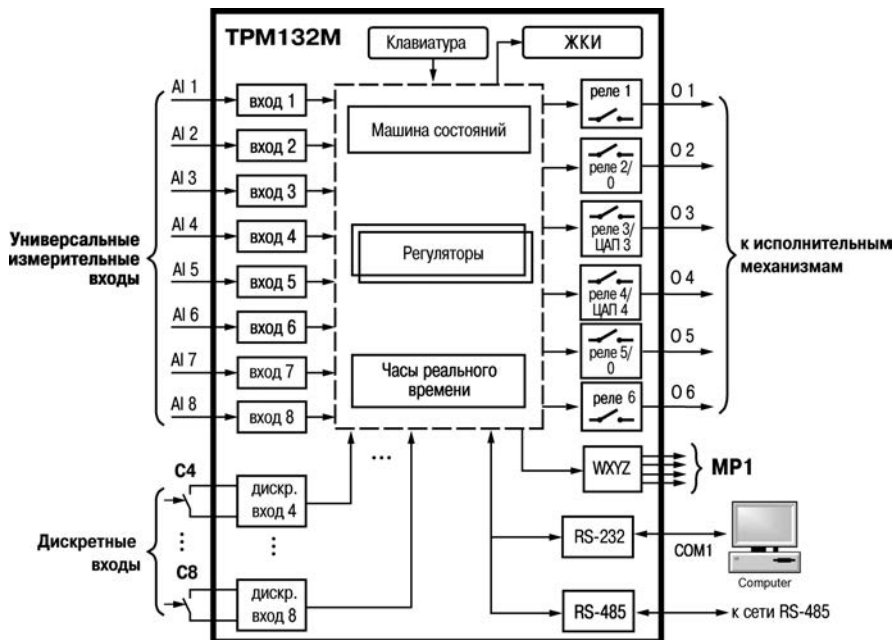 ТРМ132М
Клавиатура
ЖКИ
AI 1
вход 1
AI 2
вход 2
AI 3
вход 3
AI 4
вход 4
AI 5
вход 5
AI 6
вход 6
AI 7
вход 7
AI 8
вход 8
Универсальные
измерительные
входы
Машина состояний
Регуляторы
Часы реального
времени
реле 1
O 1
реле 2/
0
O 2
реле 3/
ЦАП 3
O 3
реле 4/
ЦАП 4
O 4
реле 5/
0
O 5
реле 6
O 6
к исполнительным
механизмам
...
WXYZ
MP1
C4
дискр.
вход 4
Дискретные
входы
C8
дискр.
вход 8
RS-232
COM1
Computer
RS-485
к сети RS-485